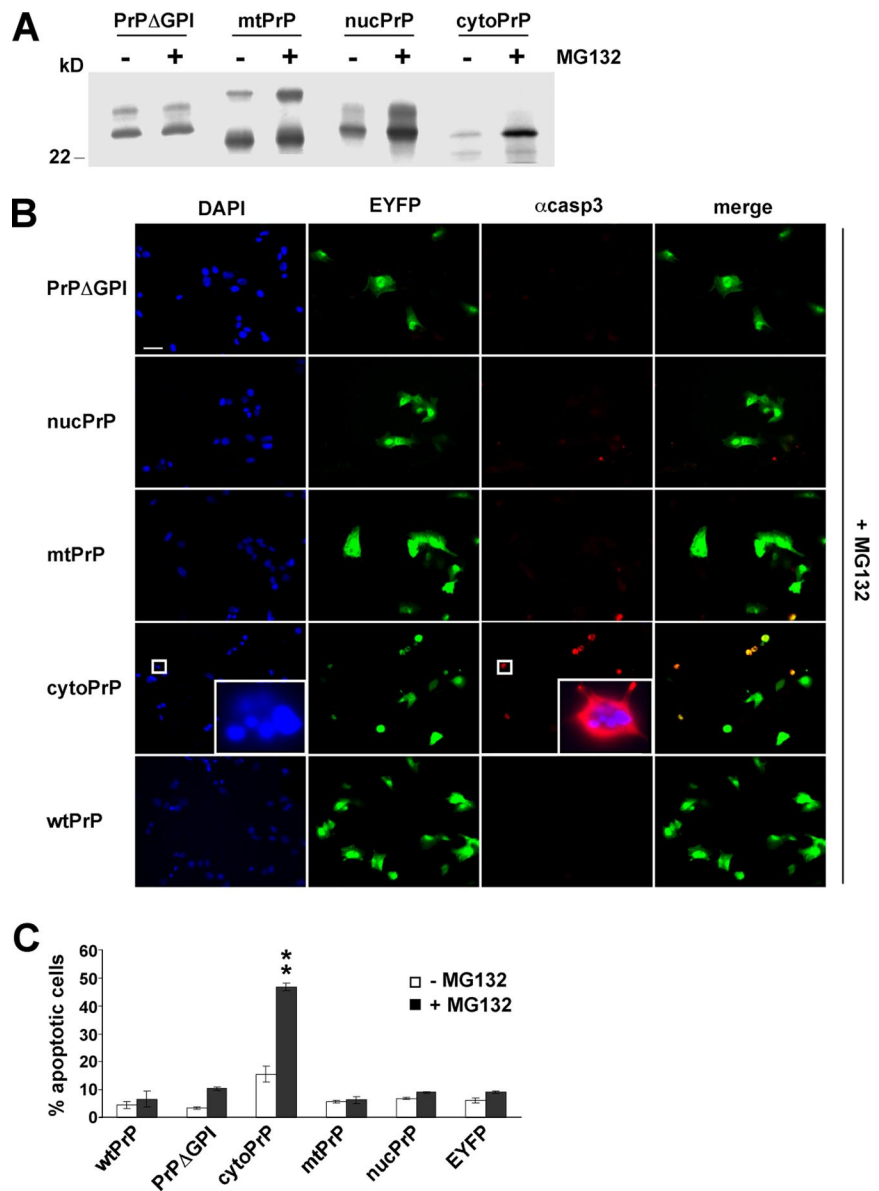 A
PrPΔGPI mtPrP nucPrP cytoPrP
- + - + - + - + MG132
kD
22
B
DAPI EYFP αcasp3 merge
PrPΔGPI
nucPrP
mtPrP
cytoPrP
wtPrP
+ MG132
C
% apoptotic cells
60
50
40
30
20
10
0
**
- MG132
+ MG132
wtPrP PrPΔGPI cytoPrP mtPrP nucPrP EYFP